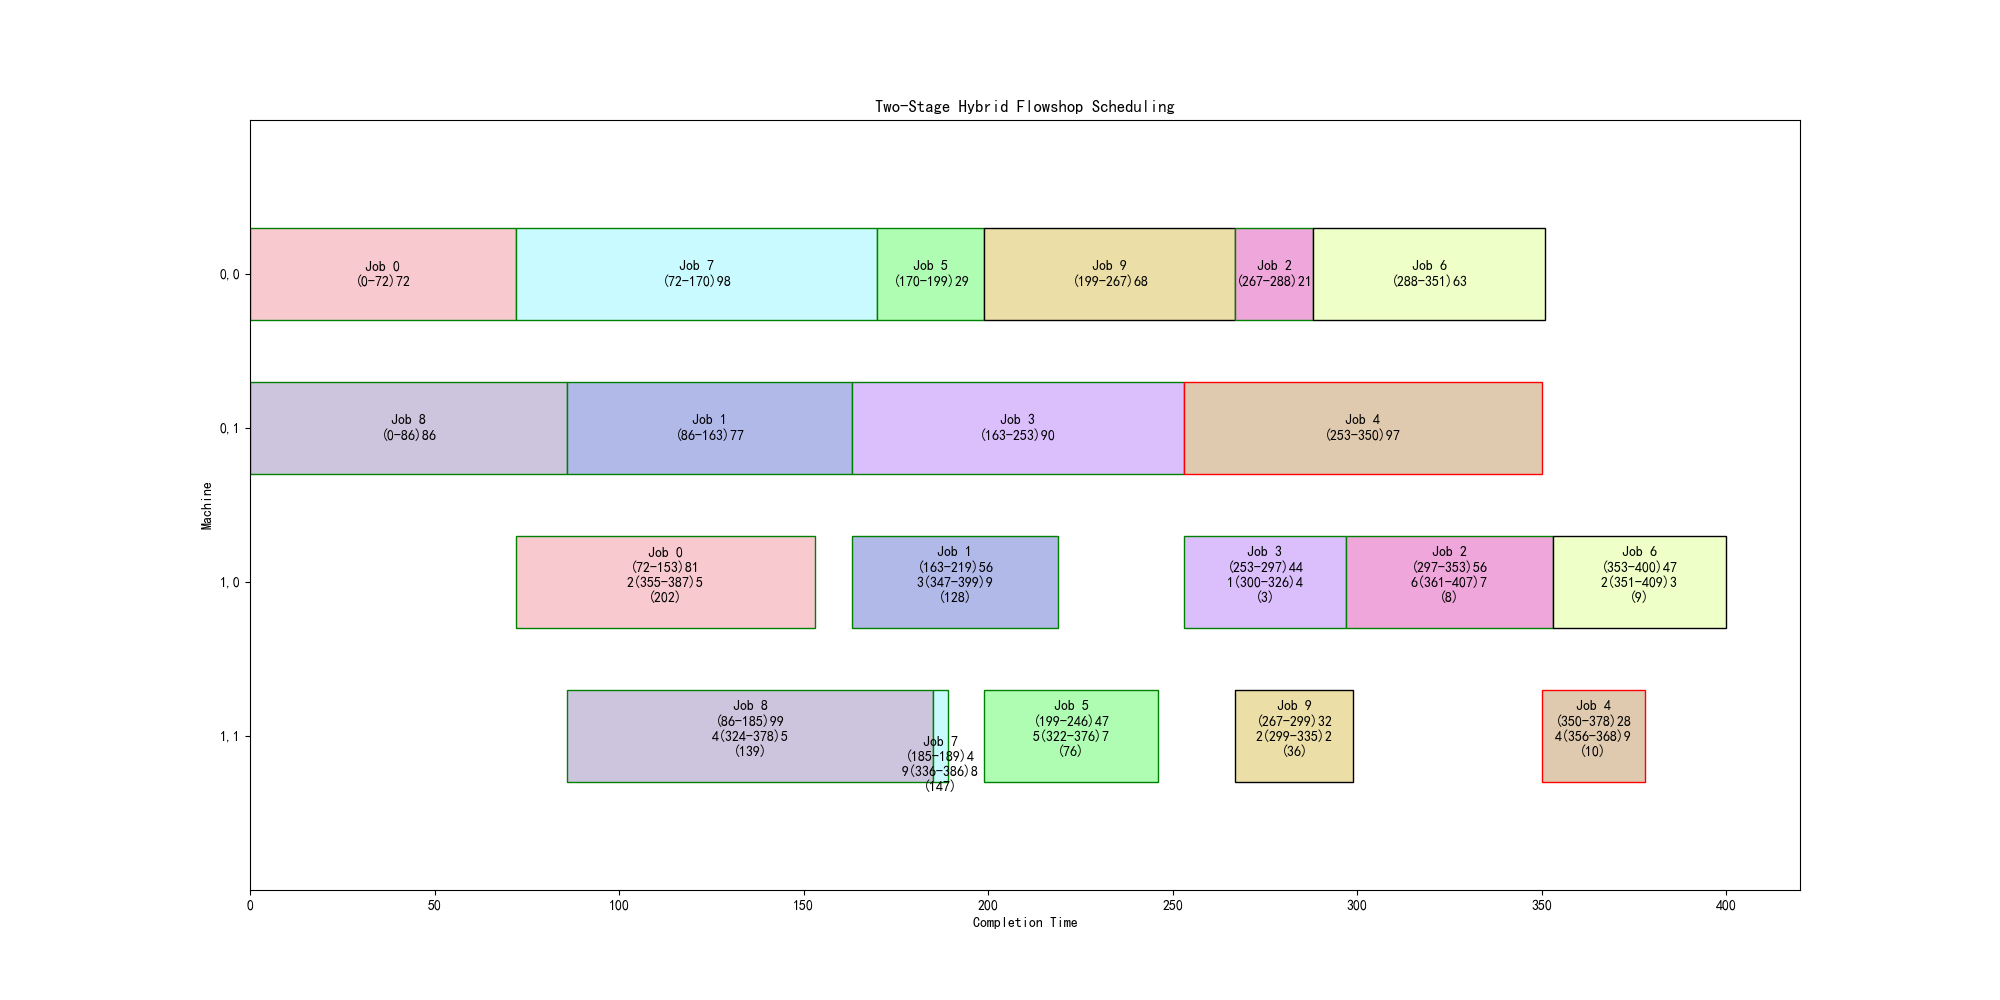 Two-Stage Hybrid Flowshop Scheduling
Machine
0,0
Job 0
(0-72)72
Job 7
(72-170)98
Job 5
(170-199)29
Job 9
(199-267)68
Job 2
(267-288)21
Job 6
(288-351)63
0,1
Job 8
(0-86)86
Job 1
(86-163)77
Job 3
(163-253)90
Job 4
(253-350)97
1,0
Job 0
(72-153)81
2(355-387)5
(202)
Job 1
(163-219)56
3(347-399)9
(128)
Job 3
(253-297)44
1(300-326)4
(3)
Job 2
(297-353)56
6(361-407)7
(8)
Job 6
(353-400)47
2(351-409)3
(9)
1,1
Job 8
(86-185)99
4(324-378)5
(139)
Job 7
(185-189)4
9(336-386)8
(147)
Job 5
(199-246)47
5(322-376)7
(76)
Job 9
(267-299)32
2(299-335)2
(36)
Job 4
(350-378)28
4(356-368)9
(10)
0 50 100 150 200 250 300 350 400
Completion Time